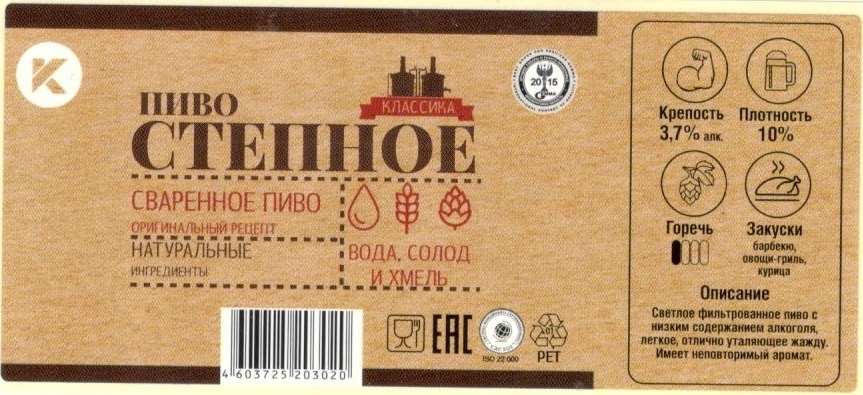 К
ПИВО
КЛАССИКА
СТЕПНОЕ
СВАРЕННОЕ ПИВО
ОРИГИНАЛЬНЫЙ РЕЦЕПТ
НАТУРАЛЬНЫЕ
ИНГРЕДИЕНТЫ
ВОДА, СОЛОД
И ХМЕЛЬ
2015
4 603725 203020
EAC
ISO 22 000
01
PET
Крепость
3,7% алк.
Плотность
10%
Горечь
Закуски
барбекю,
овощи-гриль,
курица
Описание
Светлое фильтрованное пиво с
низким содержанием алкоголя,
легкое, отлично уталяющее жажду.
Имеет неповторимый аромат.